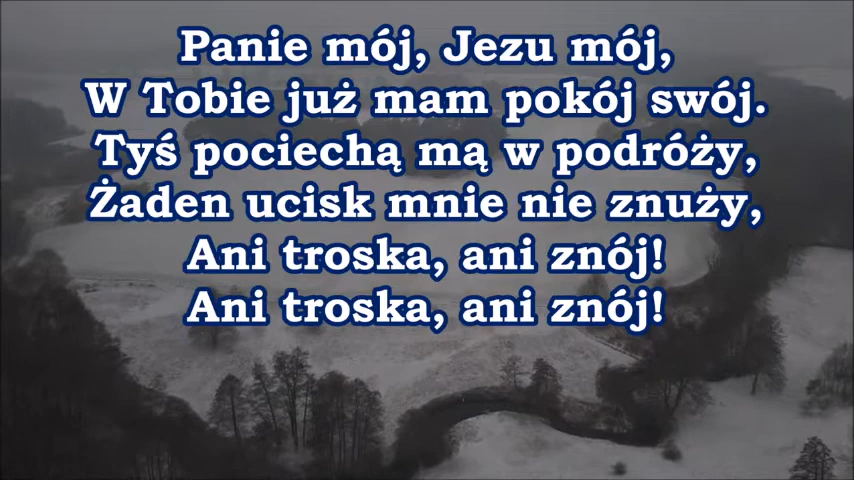 Panie mój, Jezu mój,
W Tobie już mam pokój swój.
Tyś pociechą mą w podróży,
Żaden ucisk mnie nie znuży,
Ani troska, ani znój!
Ani troska, ani znój!